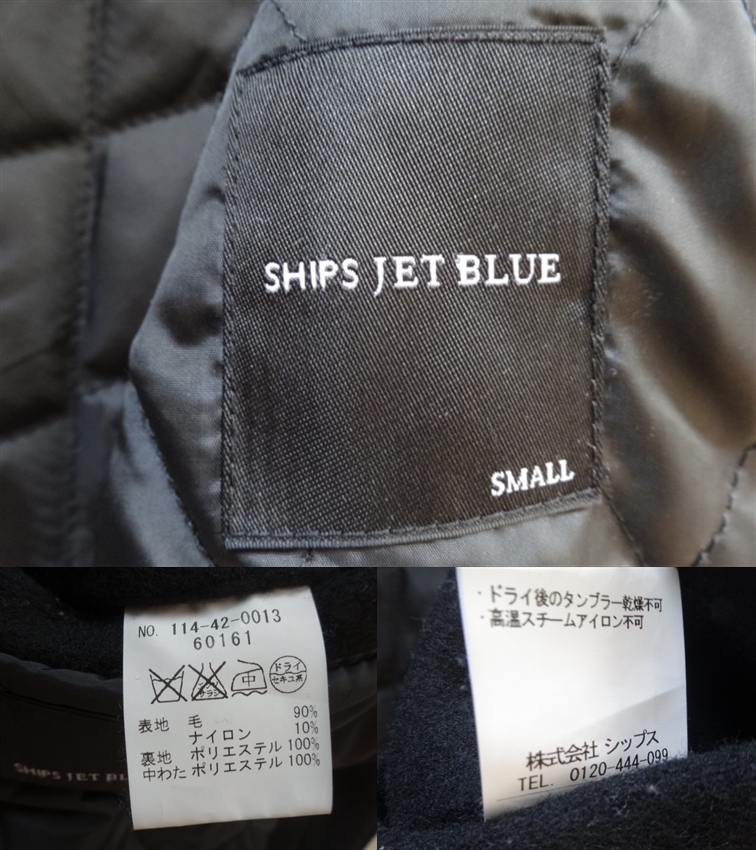 SHIPS JET BLUE
SMALL
NO. 114-42-0013
60161
中
ドライ
セキユ系
表地 毛 90%
ナイロン 10%
裏地 ポリエステル 100%
中わた ポリエステル 100%
SHIPS JET BL
・ドライ後のタンブラー乾燥不可
・高温スチームアイロン不可
株式会社 シップス
TEL. 0120-444-099